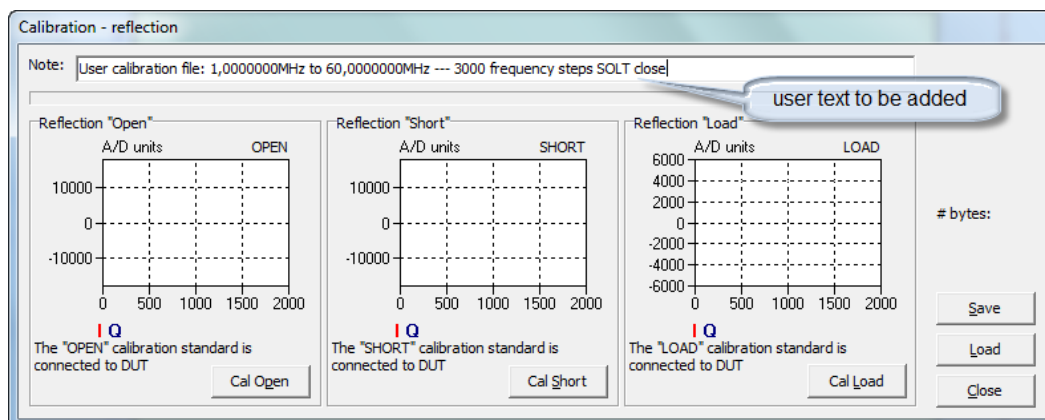 Calibration - reflection
Note: User calibration file: 1,0000000MHz to 60,0000000MHz --- 3000 frequency steps SOLT close
user text to be added
Reflection "Open"
A/D units OPEN
10000
0
-10000
0 500 1000 1500 2000
I Q
The "OPEN" calibration standard is
connected to DUT
Cal Open
Reflection "Short"
A/D units SHORT
10000
0
-10000
0 500 1000 1500 2000
I Q
The "SHORT" calibration standard is
connected to DUT
Cal Short
Reflection "Load"
A/D units LOAD
6000
4000
2000
0
-2000
-4000
-6000
0 500 1000 1500 2000
I Q
The "LOAD" calibration standard is
connected to DUT
Cal Load
# bytes:
Save
Load
Close